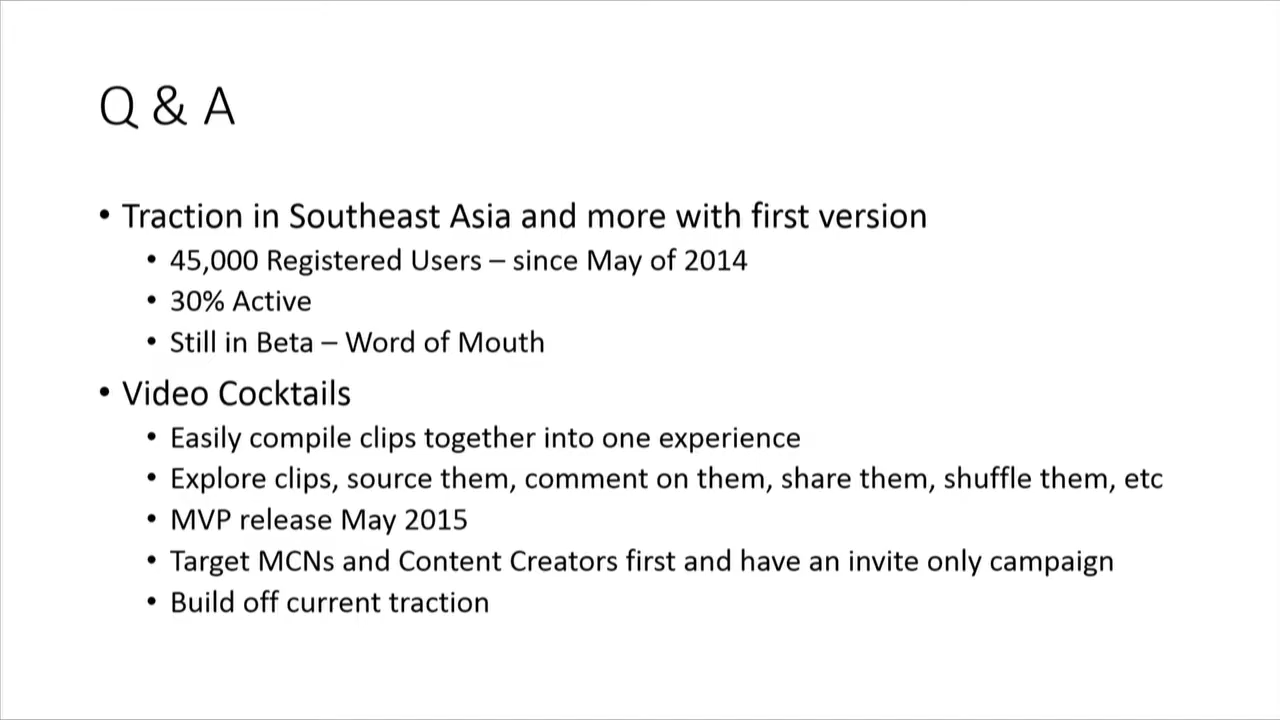 Q & A
• Traction in Southeast Asia and more with first version
• 45,000 Registered Users – since May of 2014
• 30% Active
• Still in Beta – Word of Mouth
• Video Cocktails
• Easily compile clips together into one experience
• Explore clips, source them, comment on them, share them, shuffle them, etc
• MVP release May 2015
• Target MCNs and Content Creators first and have an invite only campaign
• Build off current traction